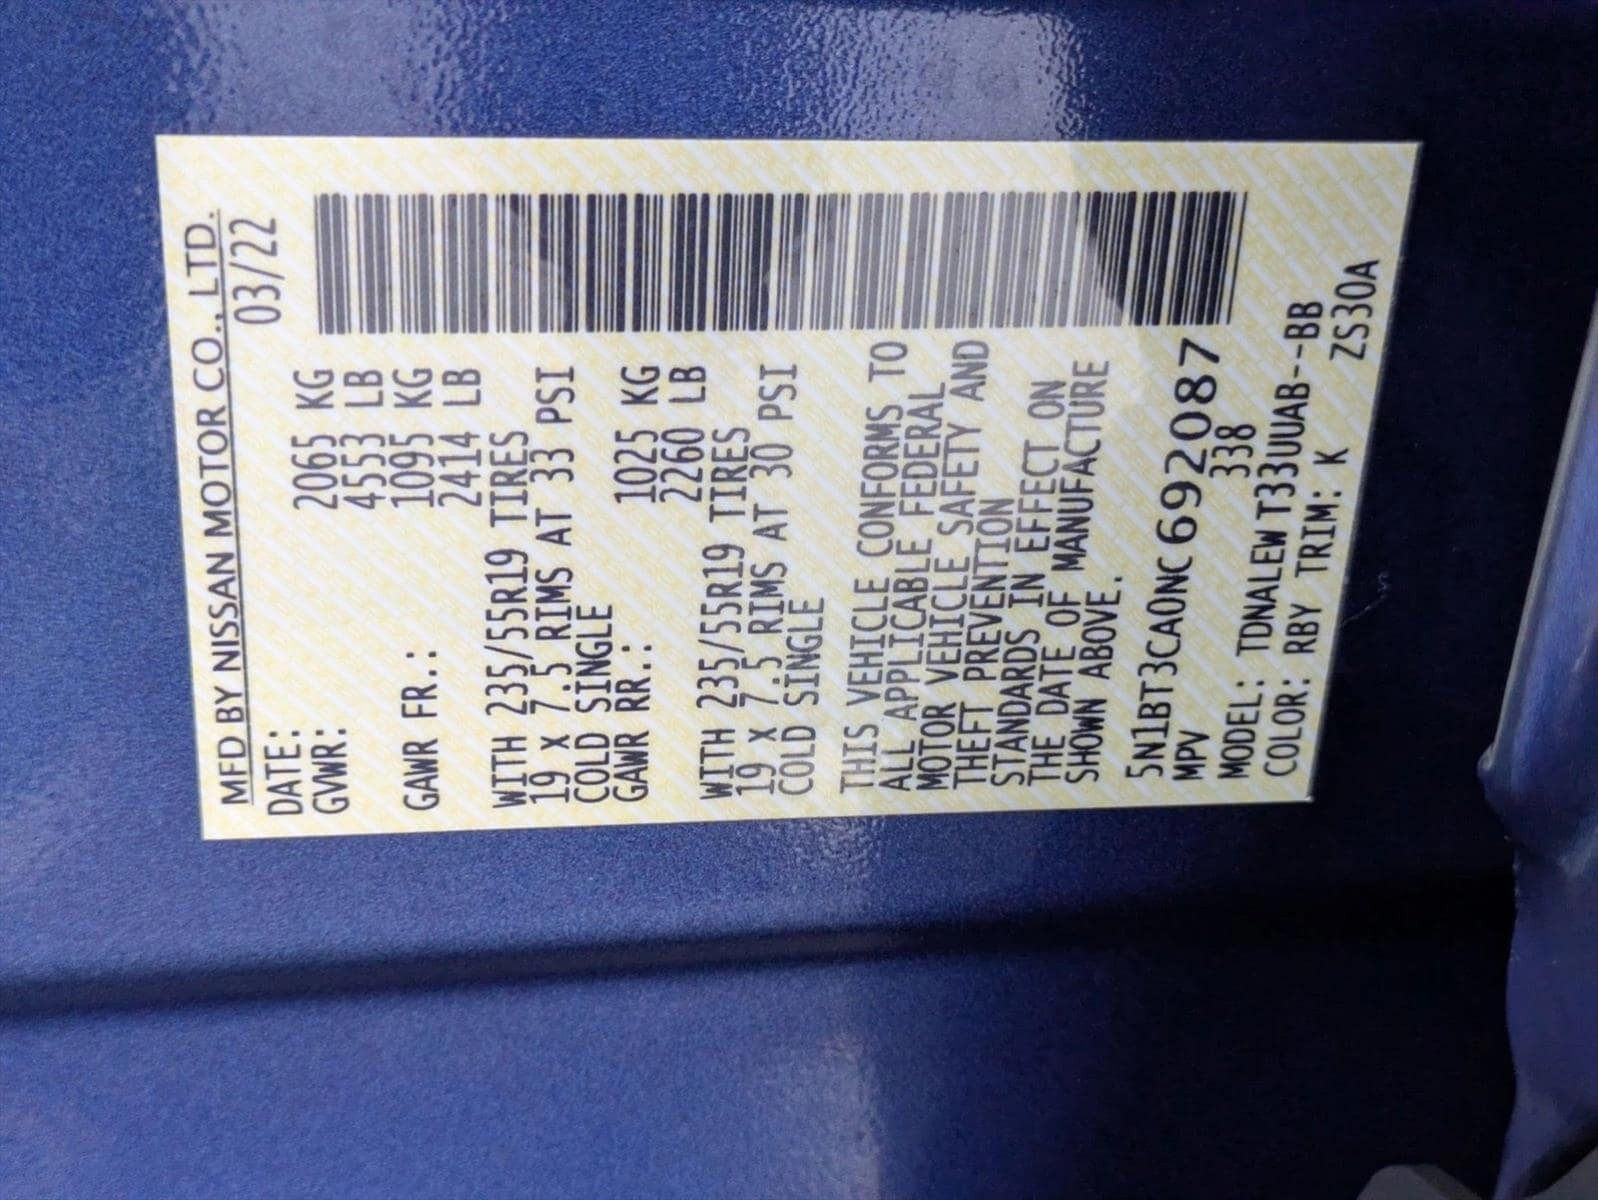 MFD BY NISSAN MOTOR CO., LTD.
DATE: 03/22
GVWR: 2065 KG
4553 LB
GAWR FR.: 1095 KG
2414 LB
WITH 235/55R19 TIRES
19 X 7.5 RIMS AT 33 PSI
COLD SINGLE
GAWR RR.: 1025 KG
2260 LB
WITH 235/55R19 TIRES
19 X 7.5 RIMS AT 30 PSI
COLD SINGLE
THIS VEHICLE CONFORMS TO
ALL APPLICABLE FEDERAL
MOTOR VEHICLE SAFETY AND
THEFT PREVENTION
STANDARDS IN EFFECT ON
THE DATE OF MANUFACTURE
SHOWN ABOVE.
5N1BT3CA0NC692087
MPV 338
MODEL: TDNALEW T33UUAB--BB
COLOR: RBY TRIM: K ZS30A